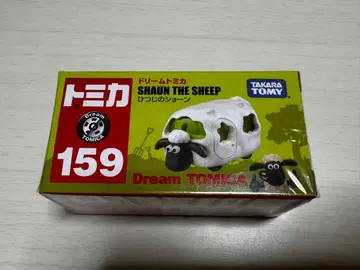 トミカ
Dream
TOMICA
159
ドリームトミカ
SHAUN THE SHEEP
ひつじのショーン
TAKARA
TOMY
Dream TOMICA